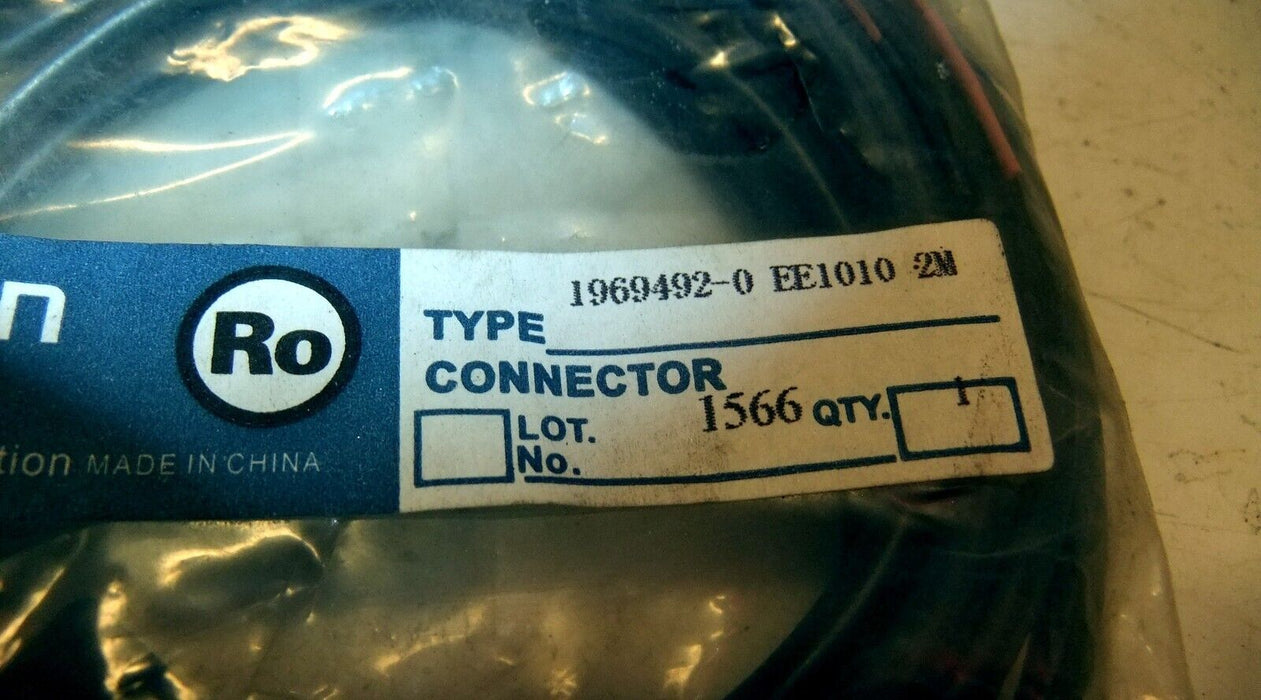 n
Ro
tion MADE IN CHINA
TYPE 1969492-0 EE1010 2M
CONNECTOR
LOT. No. 1566 QTY. 1